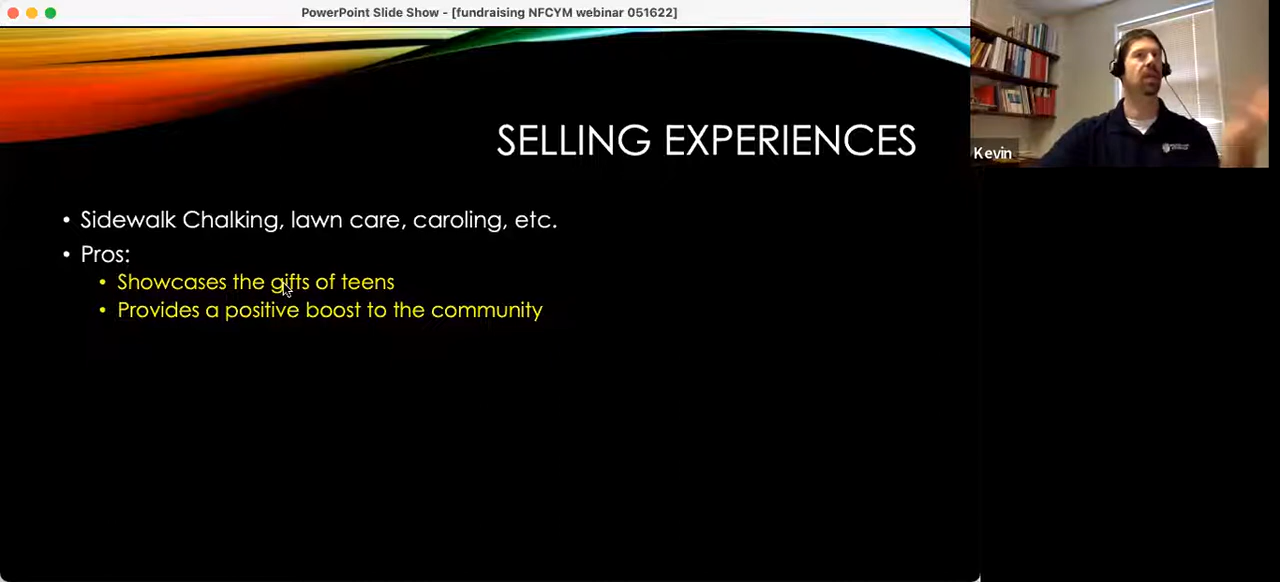 PowerPoint Slide Show - [fundraising NFCYM webinar 051622]
SELLING EXPERIENCES
• Sidewalk Chalking, lawn care, caroling, etc.
• Pros:
• Showcases the gifts of teens
• Provides a positive boost to the community
Kevin